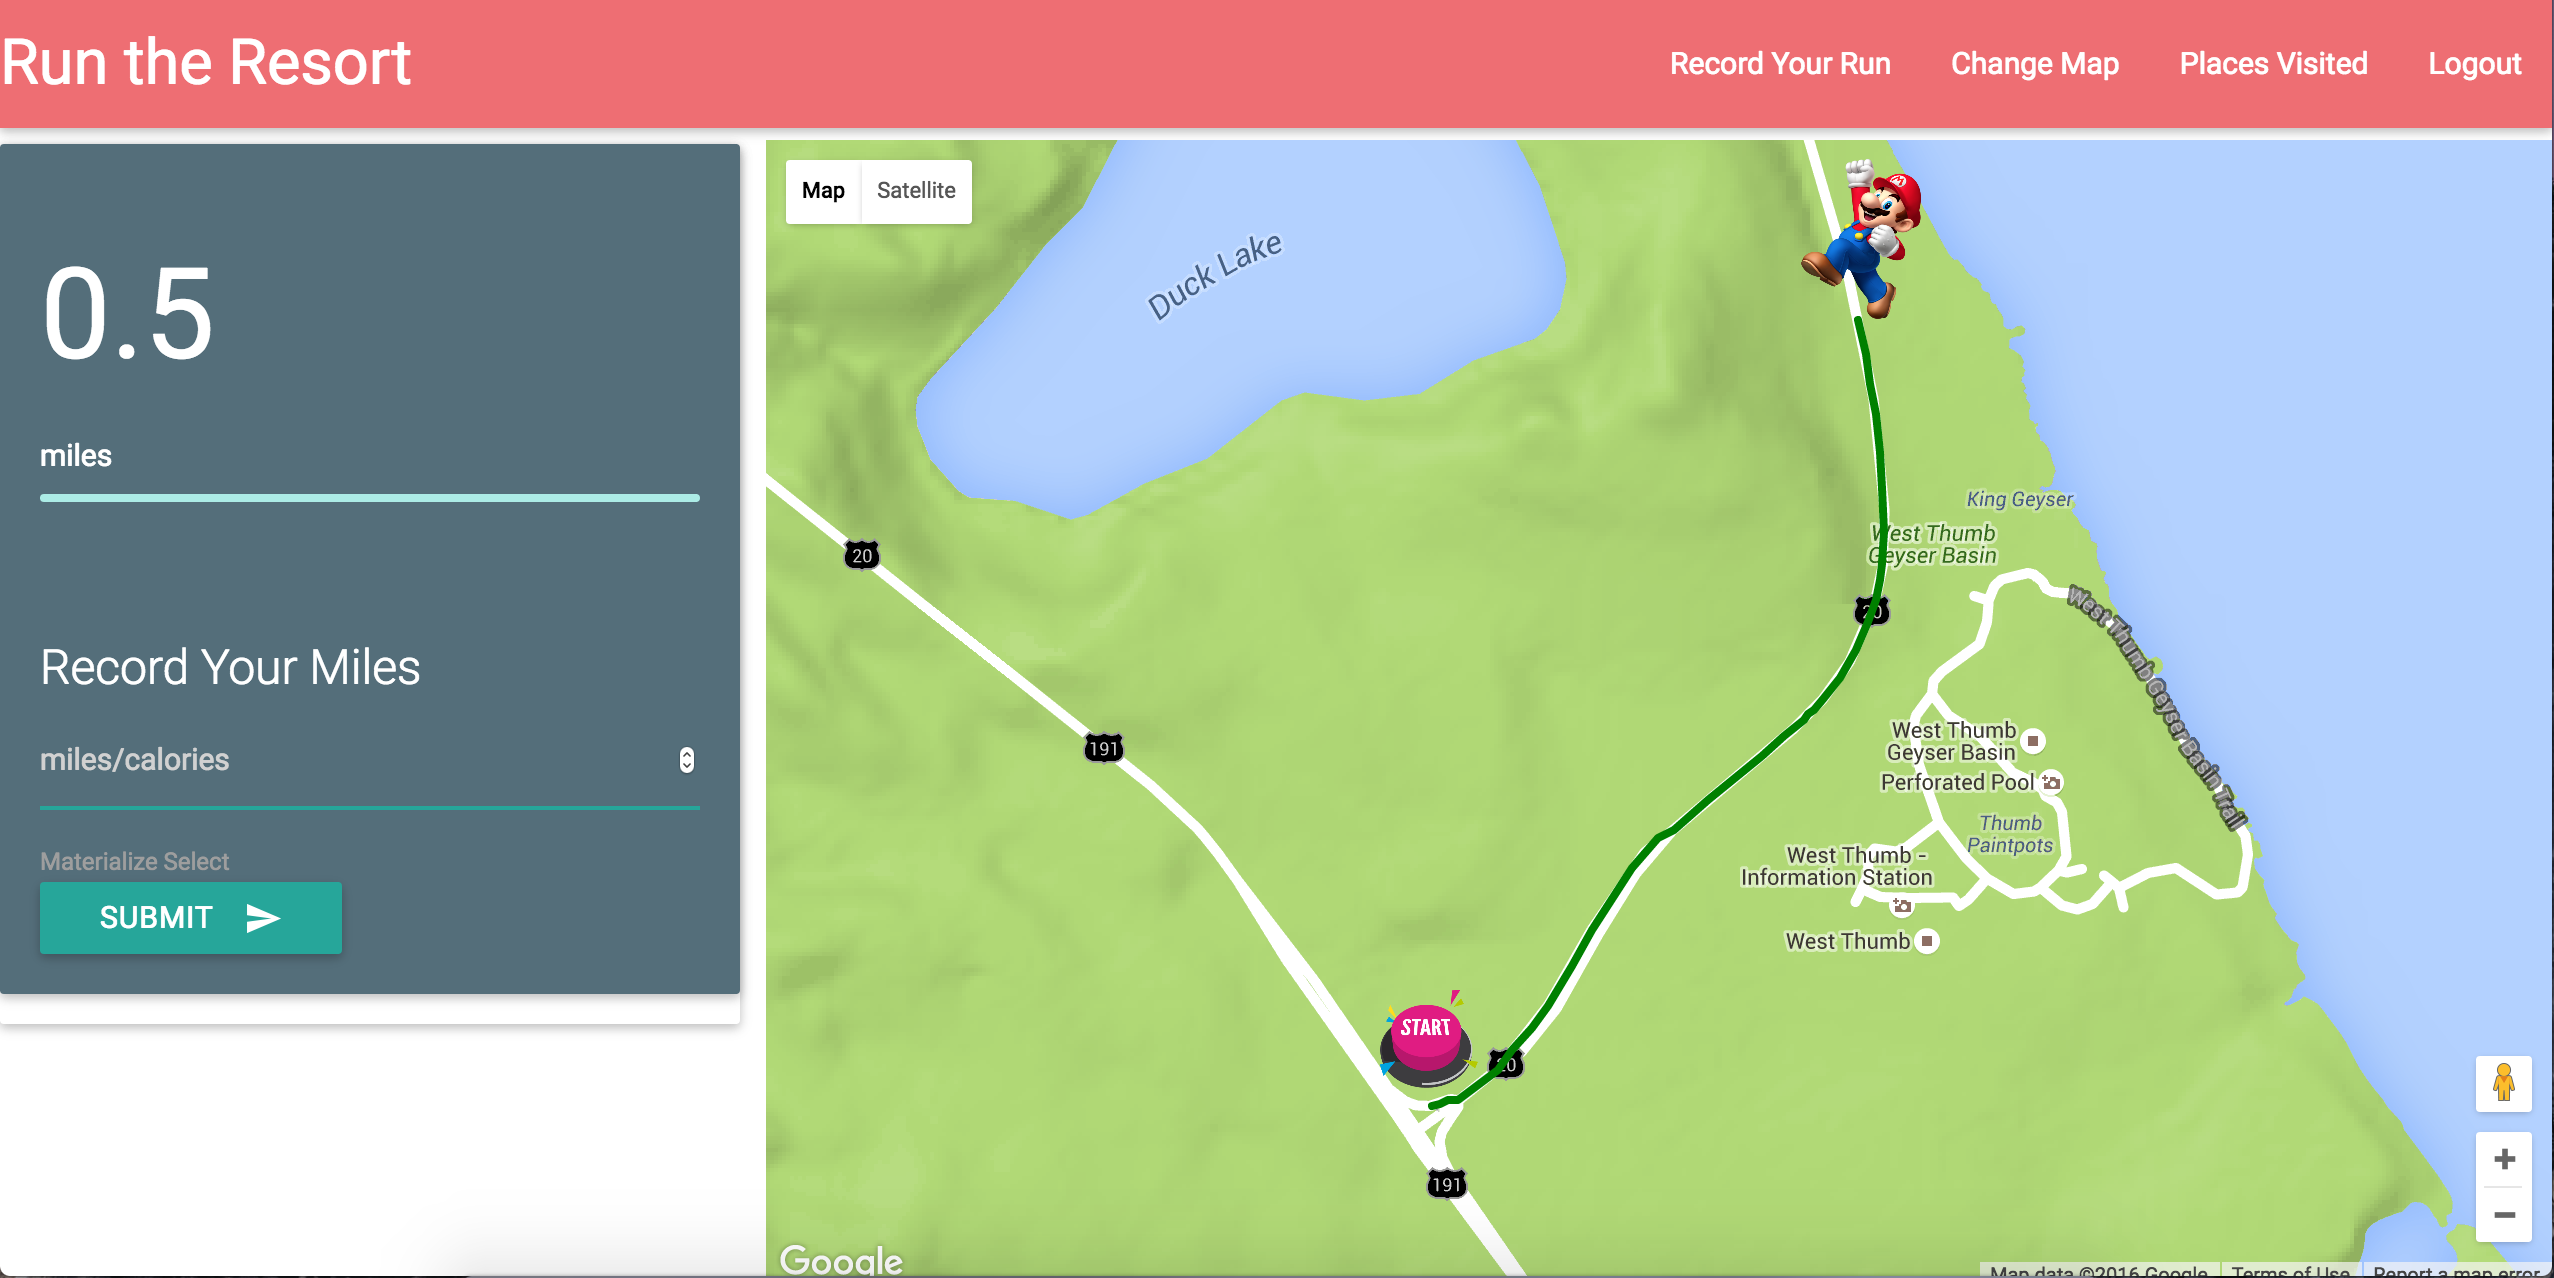 Run the Resort
Record Your Run
Change Map
Places Visited
Logout
0.5
miles
Record Your Miles
miles/calories
Materialize Select
SUBMIT
Map
Satellite
Duck Lake
M
20
191
King Geyser
West Thumb
Geyser Basin
20
West Thumb Geyser Basin Trail
West Thumb
Geyser Basin
Perforated Pool
Thumb
Paintpots
West Thumb -
Information Station
West Thumb
START
20
191
Google
Map data ©2016 Google
Terms of Use
Report a map error